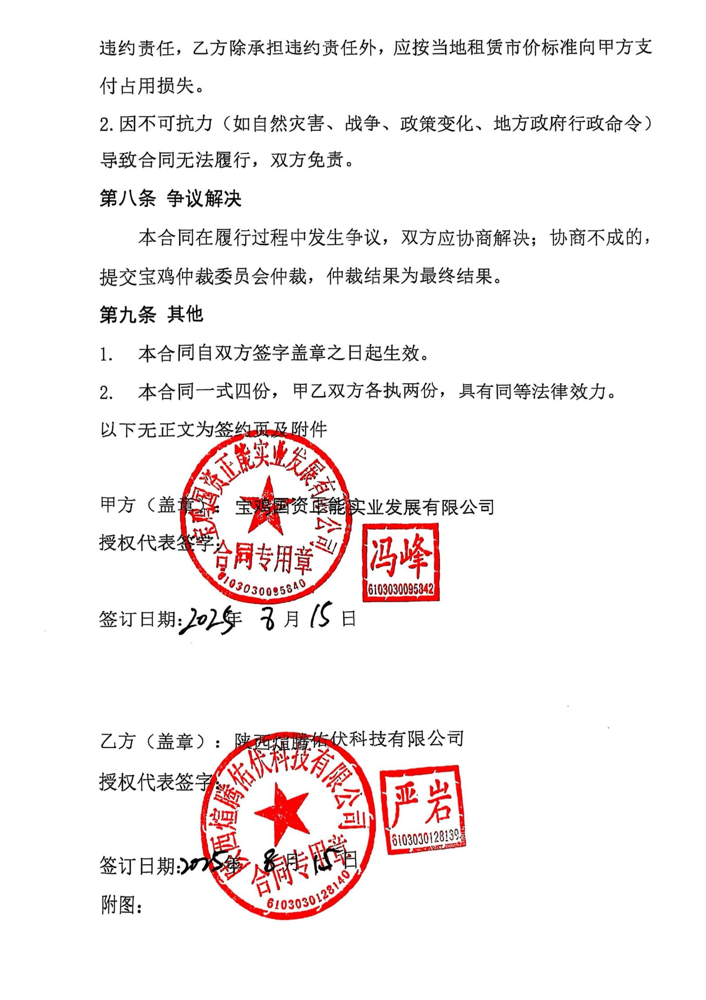 违约责任，乙方除承担违约责任外，应按当地租赁市价标准向甲方支
付占用损失。
2.因不可抗力（如自然灾害、战争、政策变化、地方政府行政命令）
导致合同无法履行，双方免责。
第八条 争议解决
本合同在履行过程中发生争议，双方应协商解决；协商不成的，
提交宝鸡仲裁委员会仲裁，仲裁结果为最终结果。
第九条 其他
1. 本合同自双方签字盖章之日起生效。
2. 本合同一式四份，甲乙双方各执两份，具有同等法律效力。
以下无正文为签约页及附件
宝鸡国资正能实业发展有限公司
甲方（盖章）：宝鸡国资正能实业发展有限公司
授权代表签字：
合同专用章
6103030095840
冯峰
6103030095842
签订日期：2025年 8月15日
乙方（盖章）：陕西煊腾佑伏科技有限公司
陕西煊腾佑伏科技有限公司
授权代表签字：
严岩
6103030128139
签订日期：2025年 8月15日
合同专用章
6103030128140
附图：